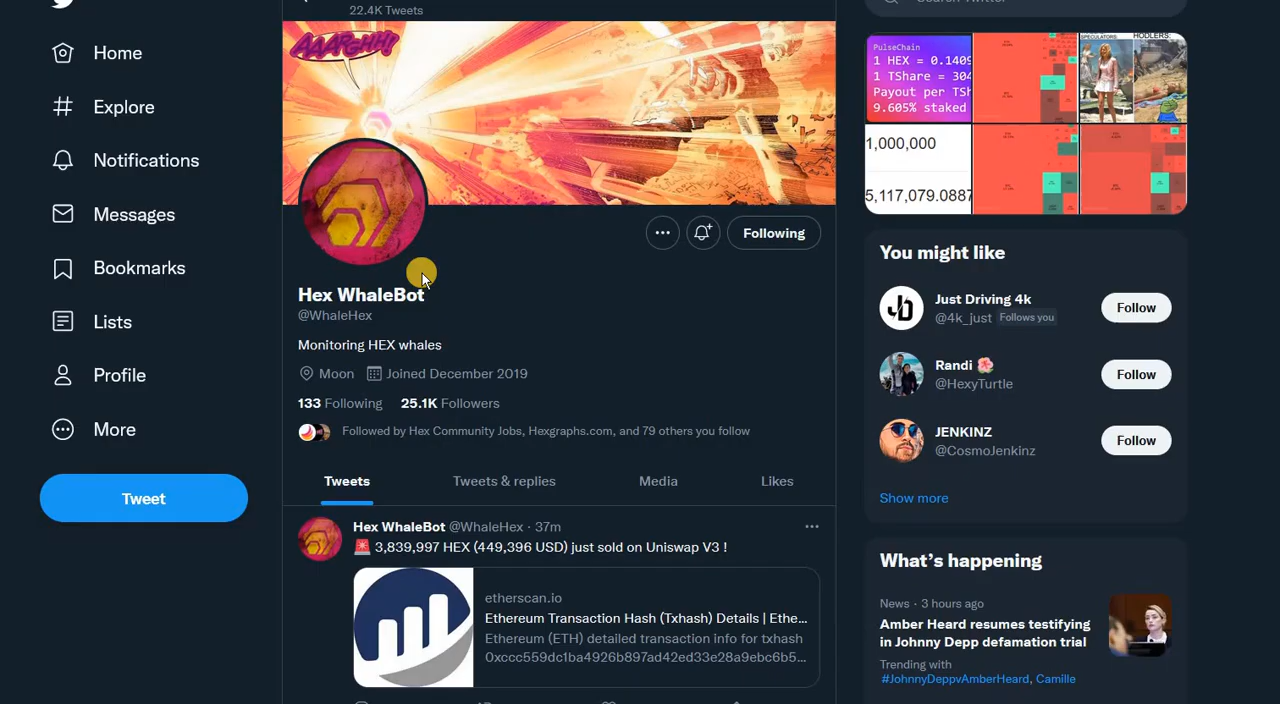 22.4K Tweets
AAARGHH!
Home
Explore
Notifications
Messages
Bookmarks
Lists
Profile
More
Tweet
Following
Hex WhaleBot
@WhaleHex
Monitoring HEX whales
Moon Joined December 2019
133 Following 25.1K Followers
Followed by Hex Community Jobs, Hexgraphs.com, and 79 others you follow
Tweets Tweets & replies Media Likes
Hex WhaleBot @WhaleHex · 37m
🚨 3,839,997 HEX (449,396 USD) just sold on Uniswap V3 !
etherscan.io
Ethereum Transaction Hash (Txhash) Details | Ethe...
Ethereum (ETH) detailed transaction info for txhash
0xccc559dc1ba4926b897ad42ed33e28a9ebc6b5...
Search Twitter
PulseChain
1 HEX = 0.1409
1 TShare = 304
Payout per TSh
9.605% staked
SPECULATORS: HODLERS:
1,000,000
5,117,079.0887
You might like
Just Driving 4k
@4k_just Follows you
Follow
Randi 🌸
@HexyTurtle
Follow
JENKINZ
@CosmoJenkinz
Follow
Show more
What's happening
News · 3 hours ago
Amber Heard resumes testifying
in Johnny Depp defamation trial
Trending with
#JohnnyDeppvAmberHeard, Camille